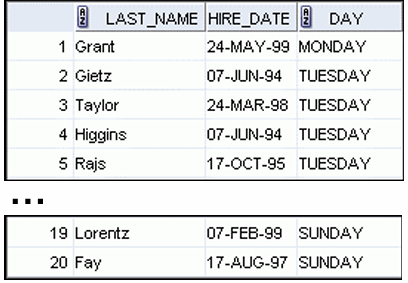 LAST_NAME HIRE_DATE DAY
1 Grant 24-MAY-99 MONDAY
2 Gietz 07-JUN-94 TUESDAY
3 Taylor 24-MAR-98 TUESDAY
4 Higgins 07-JUN-94 TUESDAY
5 Rajs 17-OCT-95 TUESDAY
...
19 Lorentz 07-FEB-99 SUNDAY
20 Fay 17-AUG-97 SUNDAY